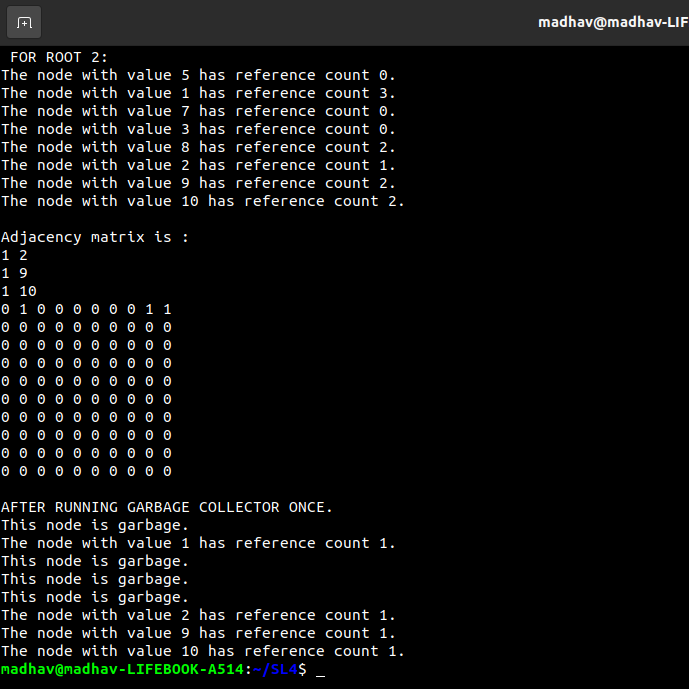 madhav@madhav-LIF
FOR ROOT 2:
The node with value 5 has reference count 0.
The node with value 1 has reference count 3.
The node with value 7 has reference count 0.
The node with value 3 has reference count 0.
The node with value 8 has reference count 2.
The node with value 2 has reference count 1.
The node with value 9 has reference count 2.
The node with value 10 has reference count 2.
Adjacency matrix is :
1 2
1 9
1 10
0 1 0 0 0 0 0 0 1 1
0 0 0 0 0 0 0 0 0 0
0 0 0 0 0 0 0 0 0 0
0 0 0 0 0 0 0 0 0 0
0 0 0 0 0 0 0 0 0 0
0 0 0 0 0 0 0 0 0 0
0 0 0 0 0 0 0 0 0 0
0 0 0 0 0 0 0 0 0 0
0 0 0 0 0 0 0 0 0 0
0 0 0 0 0 0 0 0 0 0
AFTER RUNNING GARBAGE COLLECTOR ONCE.
This node is garbage.
The node with value 1 has reference count 1.
This node is garbage.
This node is garbage.
This node is garbage.
The node with value 2 has reference count 1.
The node with value 9 has reference count 1.
The node with value 10 has reference count 1.
madhav@madhav-LIFEBOOK-A514:~/SL4$ _